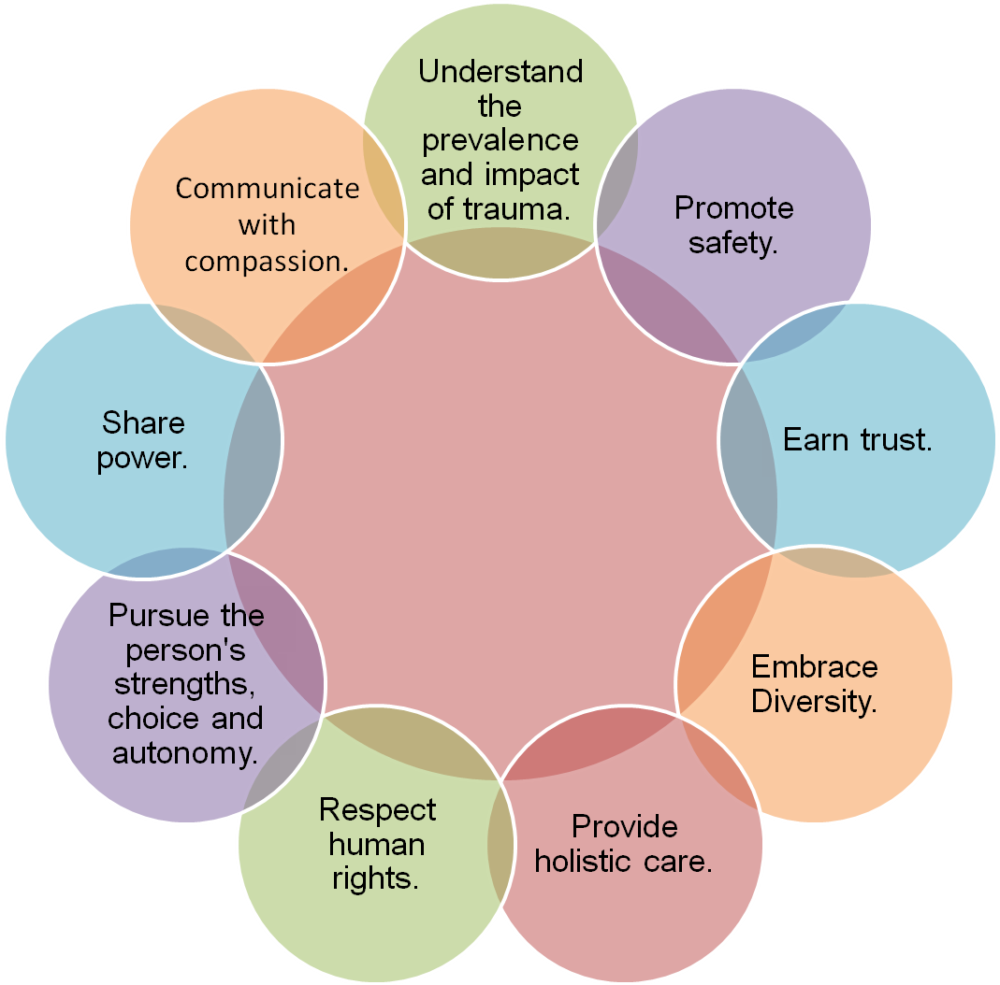 Understand
the
prevalence
and impact
of trauma.
Promote
safety.
Earn trust.
Embrace
Diversity.
Provide
holistic care.
Respect
human
rights.
Pursue the
person's
strengths,
choice and
autonomy.
Share
power.
Communicate
with
compassion.